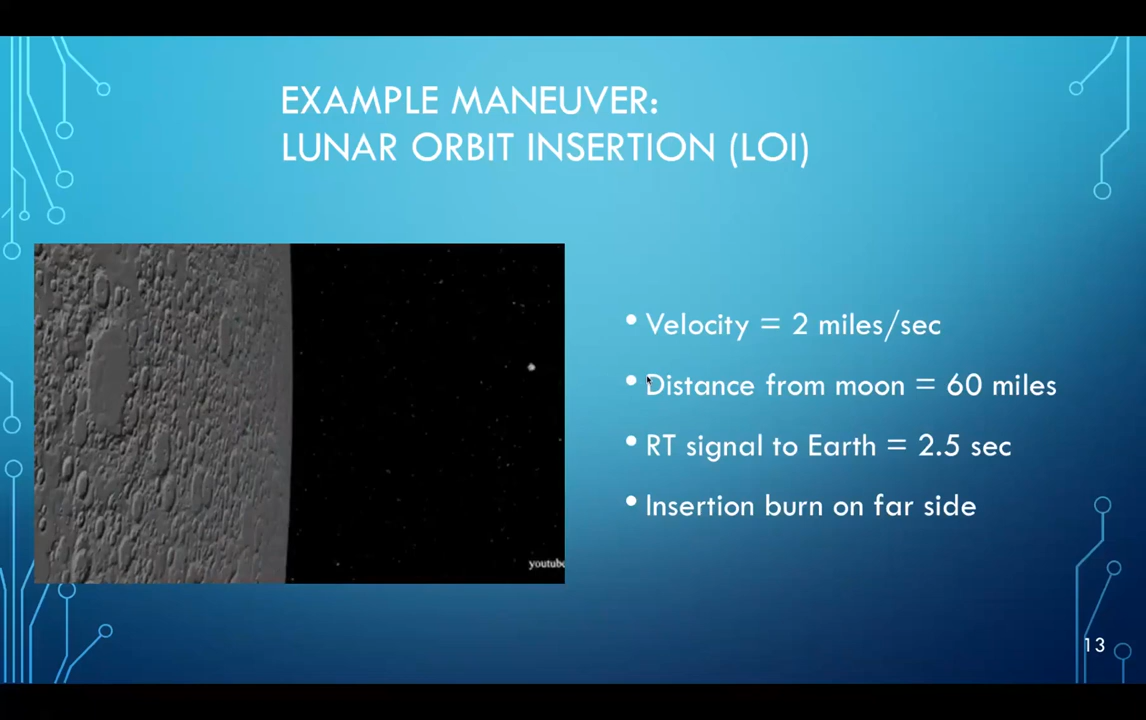 EXAMPLE MANEUVER:
LUNAR ORBIT INSERTION (LOI)
• Velocity = 2 miles/sec
• Distance from moon = 60 miles
• RT signal to Earth = 2.5 sec
• Insertion burn on far side
youtube
13